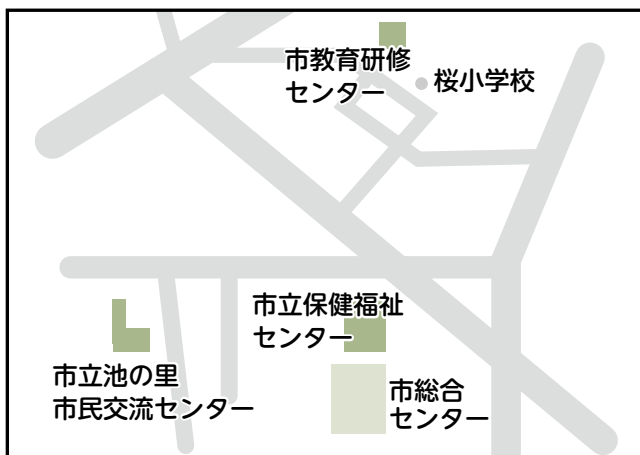 市教育研修
センター
桜小学校
市立保健福祉
センター
市立池の里
市民交流センター
市総合
センター